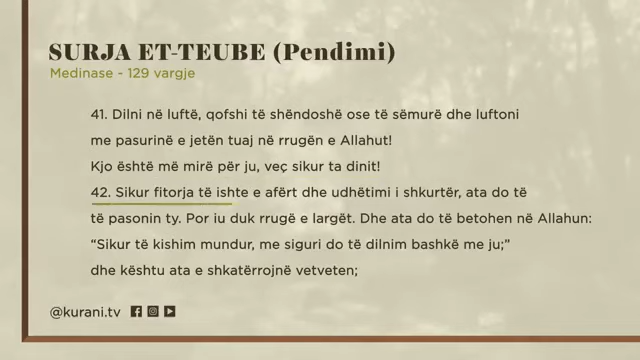 SURJA ET-TEUBE (Pendimi)
Medinase - 129 vargje
41. Dilni në luftë, qofshi të shëndoshë ose të sëmurë dhe luftoni
me pasurinë e jetën tuaj në rrugën e Allahut!
Kjo është më mirë për ju, veç sikur ta dinit!
42. Sikur fitorja të ishte e afërt dhe udhëtimi i shkurtër, ata do të
të pasonin ty. Por iu duk rrugë e largët. Dhe ata do të betohen në Allahun:
“Sikur të kishim mundur, me siguri do të dilnim bashkë me ju;”
dhe kështu ata e shkatërrojnë vetveten;
@kurani.tv